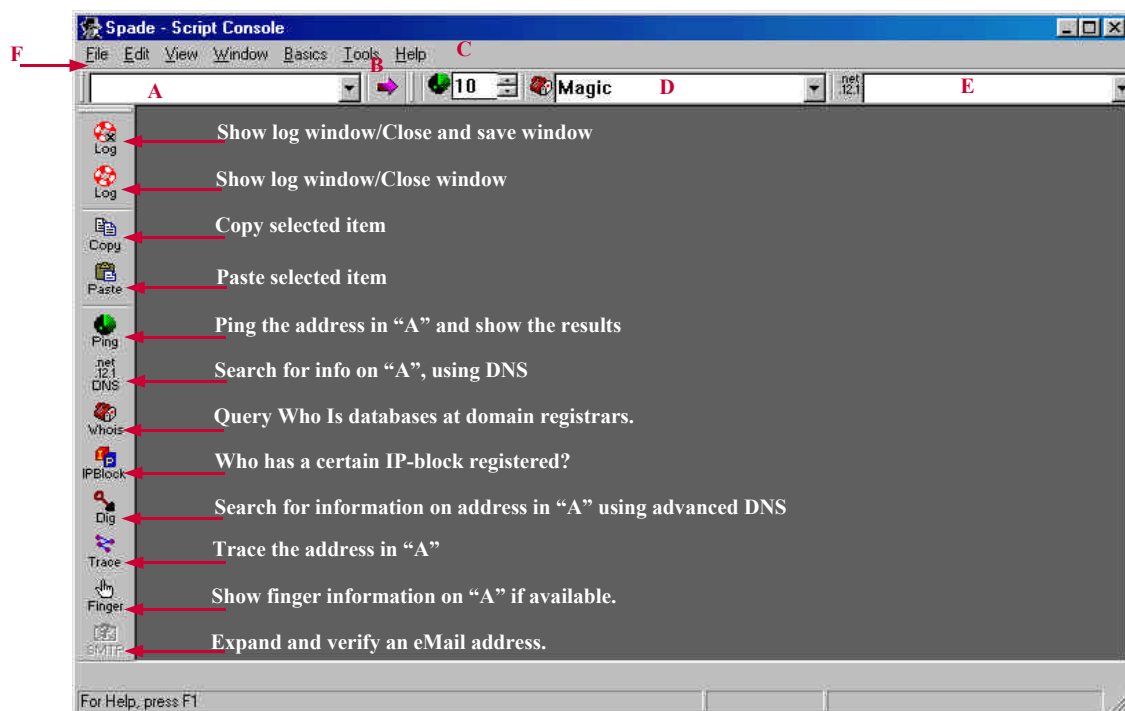 Spade - Script Console
F
File Edit View Window Basics Tools Help
C
B
A
10
Magic
D
.net
.12.1
E
Log
Show log window/Close and save window
Log
Show log window/Close window
Copy
Copy selected item
Paste
Paste selected item
Ping
Ping the address in “A” and show the results
.net
.12.1
DNS
Search for info on “A”, using DNS
Whois
Query Who Is databases at domain registrars.
IPBlock
Who has a certain IP-block registered?
Dig
Search for information on address in “A” using advanced DNS
Trace
Trace the address in “A”
Finger
Show finger information on “A” if available.
SMTP
Expand and verify an eMail address.
For Help, press F1